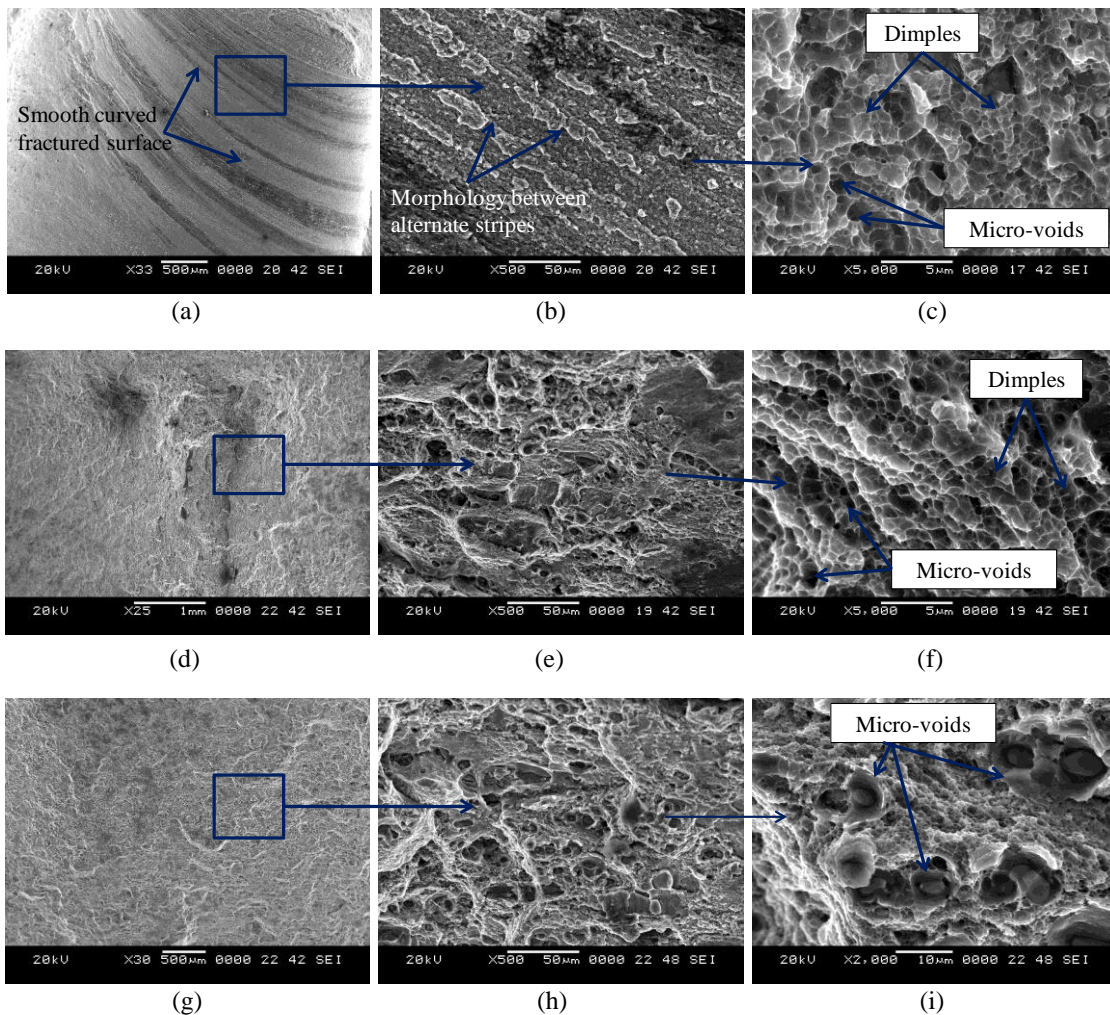 Smooth curved
fractured surface
20kV X33 500µm 0000 20 42 SEI
(a)
Morphology between
alternate stripes
20kV X500 50µm 0000 20 42 SEI
(b)
Dimples
Micro-voids
20kV X5,000 5µm 0000 17 42 SEI
(c)
20kV X25 1mm 0000 22 42 SEI
(d)
20kV X500 50µm 0000 19 42 SEI
(e)
Dimples
Micro-voids
20kV X5,000 5µm 0000 19 42 SEI
(f)
20kV X30 500µm 0000 22 48 SEI
(g)
20kV X500 50µm 0000 22 48 SEI
(h)
Micro-voids
20kV X2,000 10µm 0000 22 48 SEI
(i)